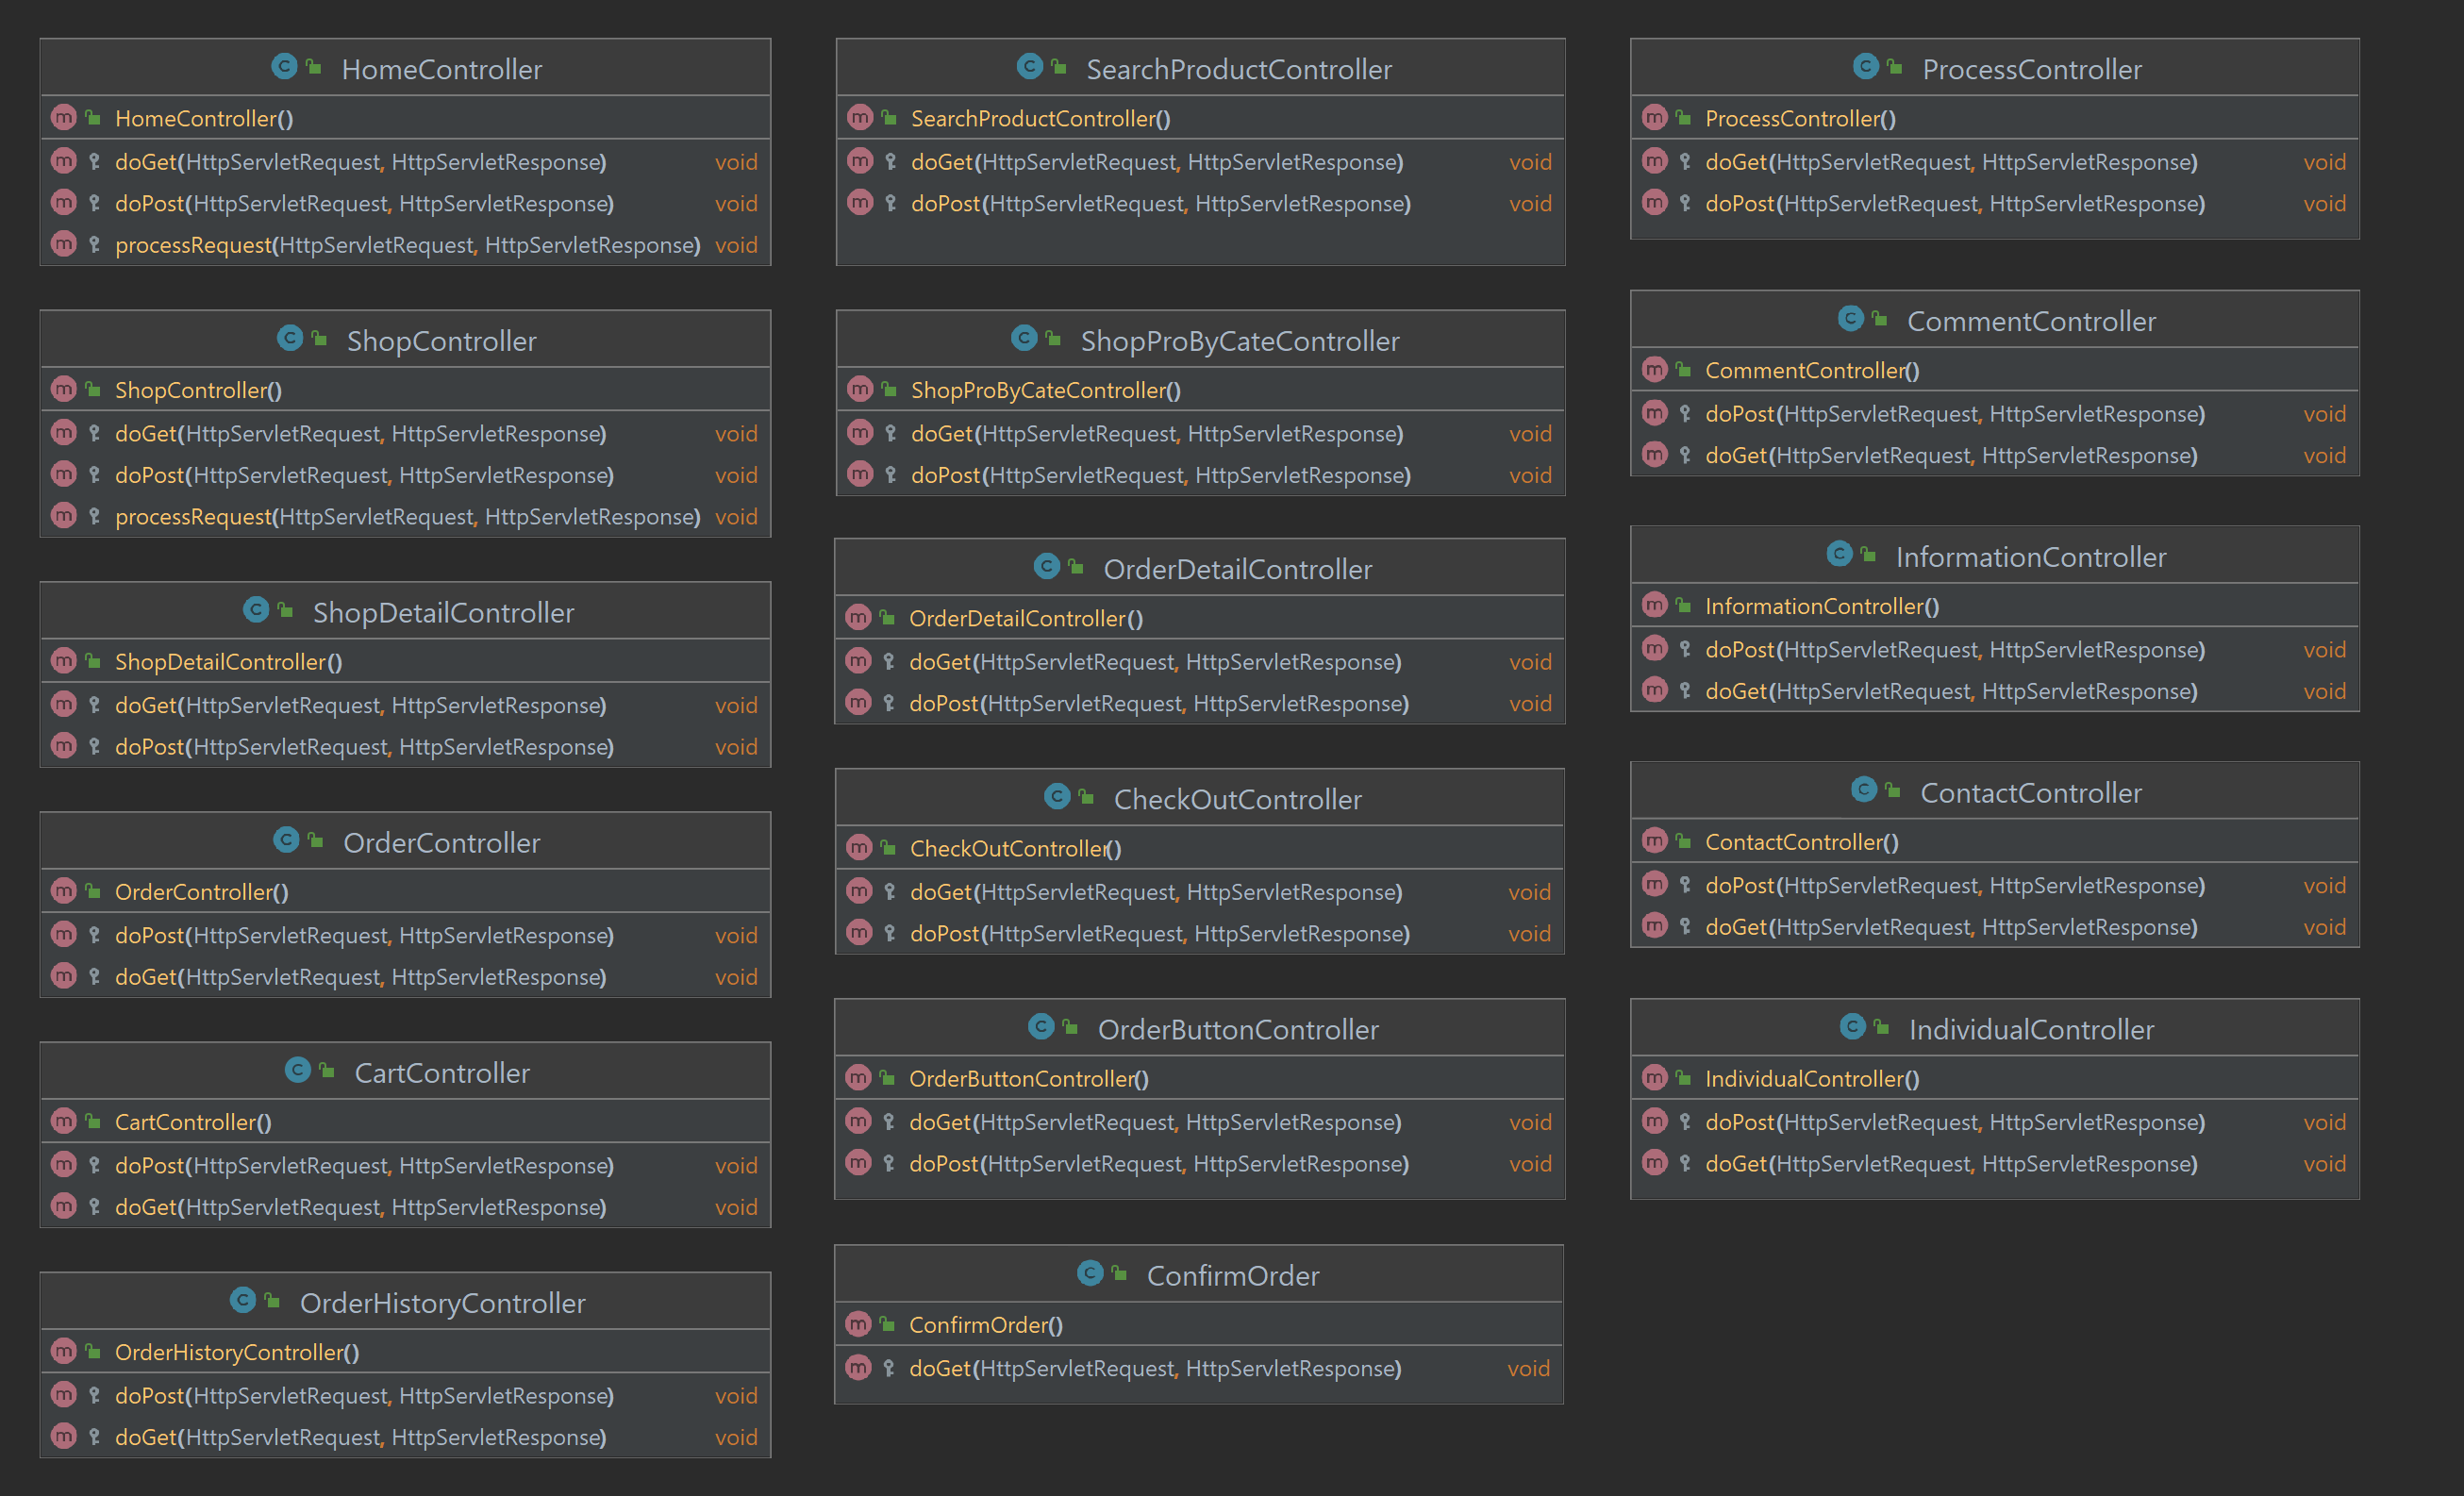 HomeController
HomeController()
doGet(HttpServletRequest, HttpServletResponse) void
doPost(HttpServletRequest, HttpServletResponse) void
processRequest(HttpServletRequest, HttpServletResponse) void
ShopController
ShopController()
doGet(HttpServletRequest, HttpServletResponse) void
doPost(HttpServletRequest, HttpServletResponse) void
processRequest(HttpServletRequest, HttpServletResponse) void
ShopDetailController
ShopDetailController()
doGet(HttpServletRequest, HttpServletResponse) void
doPost(HttpServletRequest, HttpServletResponse) void
OrderController
OrderController()
doPost(HttpServletRequest, HttpServletResponse) void
doGet(HttpServletRequest, HttpServletResponse) void
CartController
CartController()
doPost(HttpServletRequest, HttpServletResponse) void
doGet(HttpServletRequest, HttpServletResponse) void
OrderHistoryController
OrderHistoryController()
doPost(HttpServletRequest, HttpServletResponse) void
doGet(HttpServletRequest, HttpServletResponse) void
SearchProductController
SearchProductController()
doGet(HttpServletRequest, HttpServletResponse) void
doPost(HttpServletRequest, HttpServletResponse) void
ShopProByCateController
ShopProByCateController()
doGet(HttpServletRequest, HttpServletResponse) void
doPost(HttpServletRequest, HttpServletResponse) void
OrderDetailController
OrderDetailController()
doGet(HttpServletRequest, HttpServletResponse) void
doPost(HttpServletRequest, HttpServletResponse) void
CheckOutController
CheckOutController()
doGet(HttpServletRequest, HttpServletResponse) void
doPost(HttpServletRequest, HttpServletResponse) void
OrderButtonController
OrderButtonController()
doGet(HttpServletRequest, HttpServletResponse) void
doPost(HttpServletRequest, HttpServletResponse) void
ConfirmOrder
ConfirmOrder()
doGet(HttpServletRequest, HttpServletResponse) void
ProcessController
ProcessController()
doGet(HttpServletRequest, HttpServletResponse) void
doPost(HttpServletRequest, HttpServletResponse) void
CommentController
CommentController()
doPost(HttpServletRequest, HttpServletResponse) void
doGet(HttpServletRequest, HttpServletResponse) void
InformationController
InformationController()
doPost(HttpServletRequest, HttpServletResponse) void
doGet(HttpServletRequest, HttpServletResponse) void
ContactController
ContactController()
doPost(HttpServletRequest, HttpServletResponse) void
doGet(HttpServletRequest, HttpServletResponse) void
IndividualController
IndividualController()
doPost(HttpServletRequest, HttpServletResponse) void
doGet(HttpServletRequest, HttpServletResponse) void